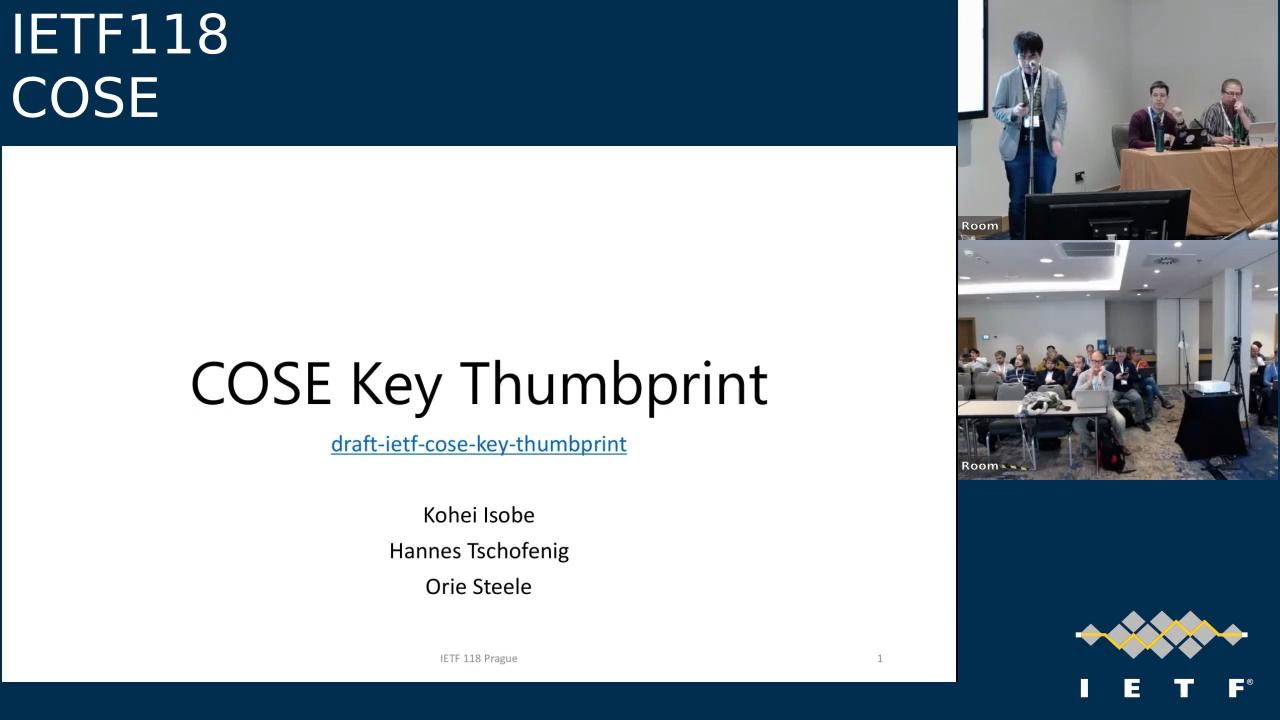 IETF118
COSE
COSE Key Thumbprint
draft-ietf-cose-key-thumbprint
Kohei Isobe
Hannes Tschofenig
Orie Steele
IETF 118 Prague
1
Room
Room
I E T F®